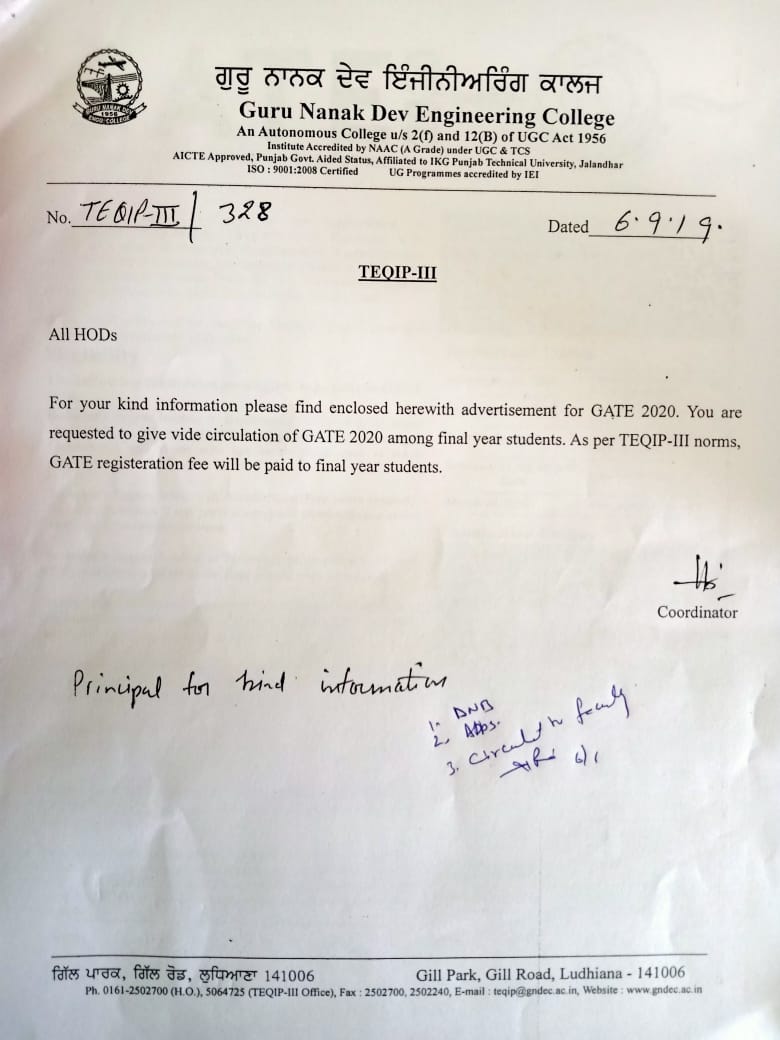 ਗੁਰੂ ਨਾਨਕ ਦੇਵ ਇੰਜੀਨੀਅਰਿੰਗ ਕਾਲਜ
Guru Nanak Dev Engineering College
An Autonomous College u/s 2(f) and 12(B) of UGC Act 1956
Institute Accredited by NAAC (A Grade) under UGC & TCS
AICTE Approved, Punjab Govt. Aided Status, Affiliated to IKG Punjab Technical University, Jalandhar
ISO : 9001:2008 Certified UG Programmes accredited by IEI
GURU NANAK DEV
1956
ENGG COLLEGE
No. TEQIP-III/ 328
Dated 6.9.19.
TEQIP-III
All HODs
For your kind information please find enclosed herewith advertisement for GATE 2020. You are
requested to give vide circulation of GATE 2020 among final year students. As per TEQIP-III norms,
GATE registeration fee will be paid to final year students.
Coordinator
Principal for kind information
1. DNB
2.
3. Circulate to faculty
ਗਿੱਲ ਪਾਰਕ, ਗਿੱਲ ਰੋਡ, ਲੁਧਿਆਣਾ 141006 Gill Park, Gill Road, Ludhiana - 141006
Ph. 0161-2502700 (H.O.), 5064725 (TEQIP-III Office), Fax : 2502700, 2502240, E-mail : teqip@gndec.ac.in, Website : www.gndec.ac.in